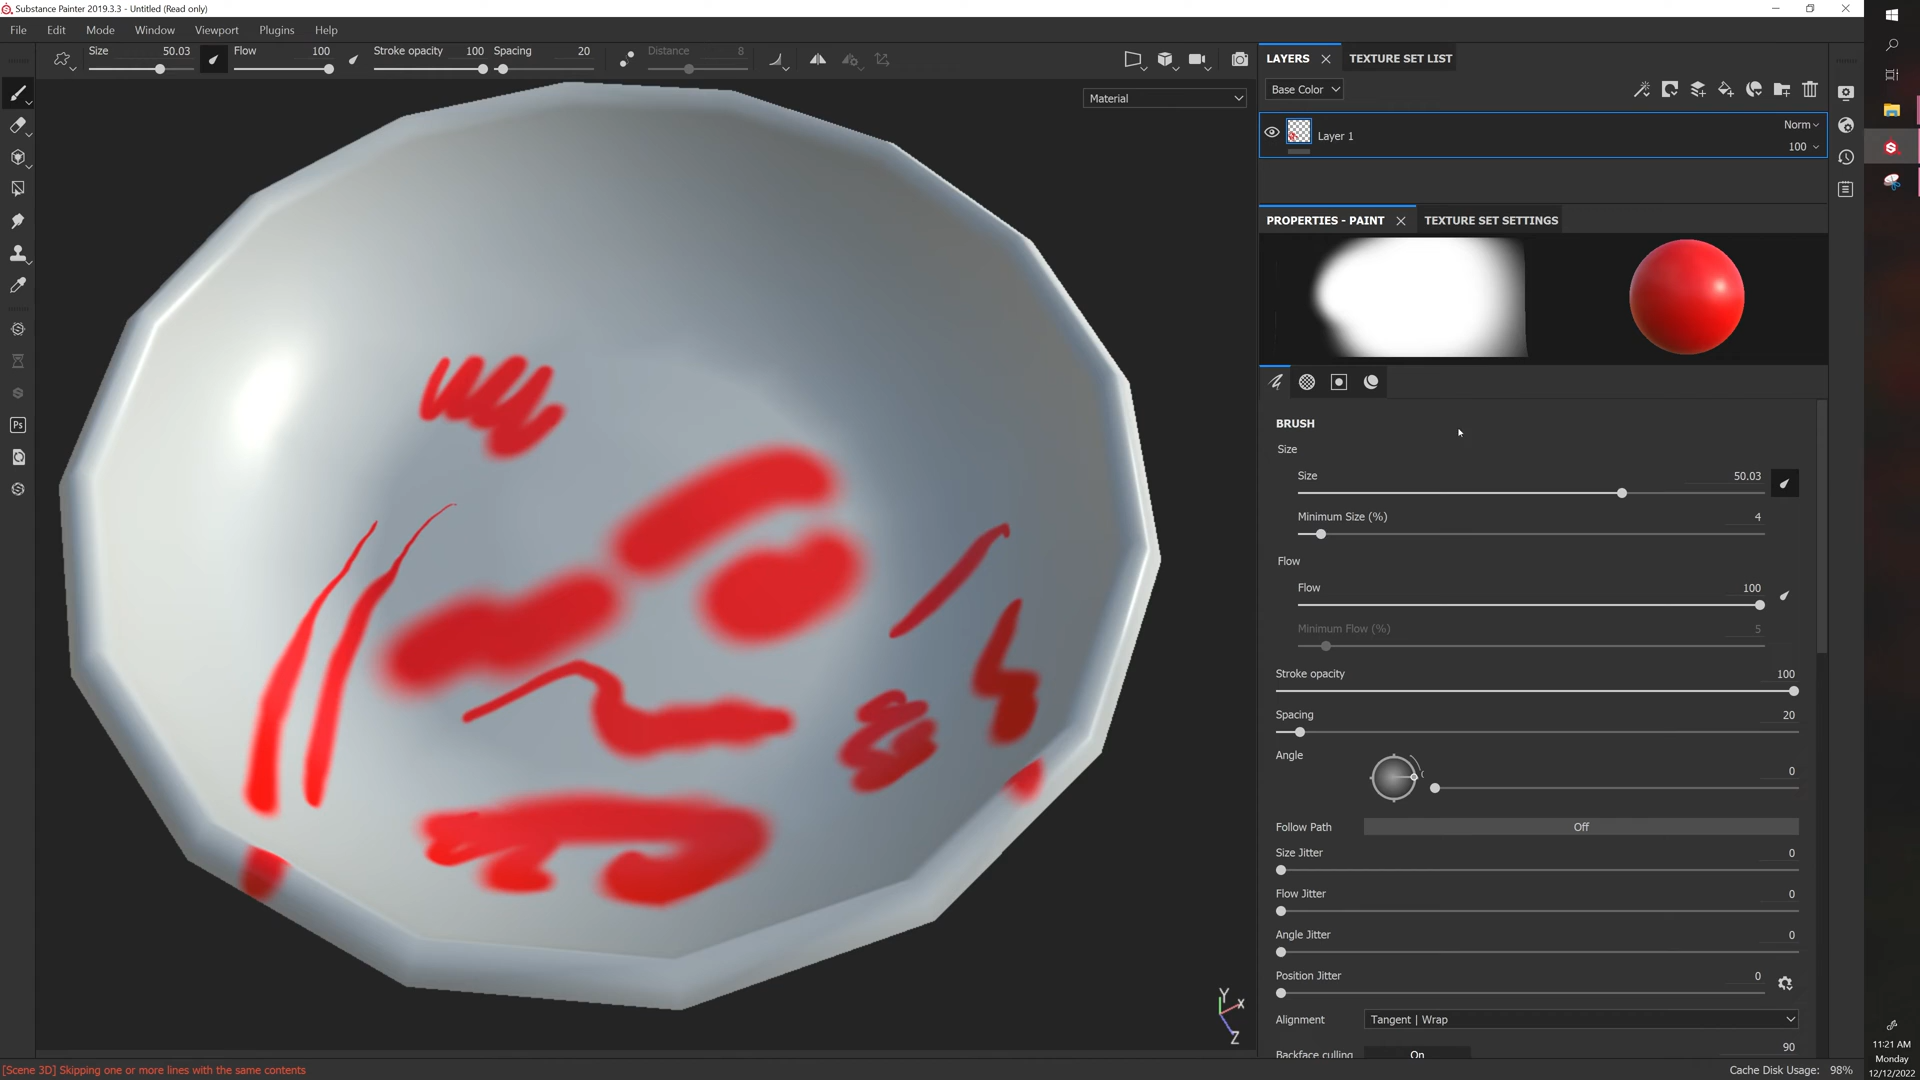 Substance Painter 2019.3.3 - Untitled (Read only)
File Edit Mode Window Viewport Plugins Help
Size 50.03 Flow 100 Stroke opacity 100 Spacing 20 Distance 8
Material
LAYERS TEXTURE SET LIST
Base Color
Layer 1 Norm
100
PROPERTIES - PAINT TEXTURE SET SETTINGS
BRUSH
Size
Size 50.03
Minimum Size (%) 4
Flow
Flow 100
Minimum Flow (%) 5
Stroke opacity 100
Spacing 20
Angle
0
Follow Path Off
Size Jitter 0
Flow Jitter 0
Angle Jitter 0
Position Jitter 0
Alignment Tangent | Wrap
Backface culling On 90
Ps
Y
X
Z
[Scene 3D] Skipping one or more lines with the same contents
Cache Disk Usage: 98%
11:21 AM
Monday
12/12/2022